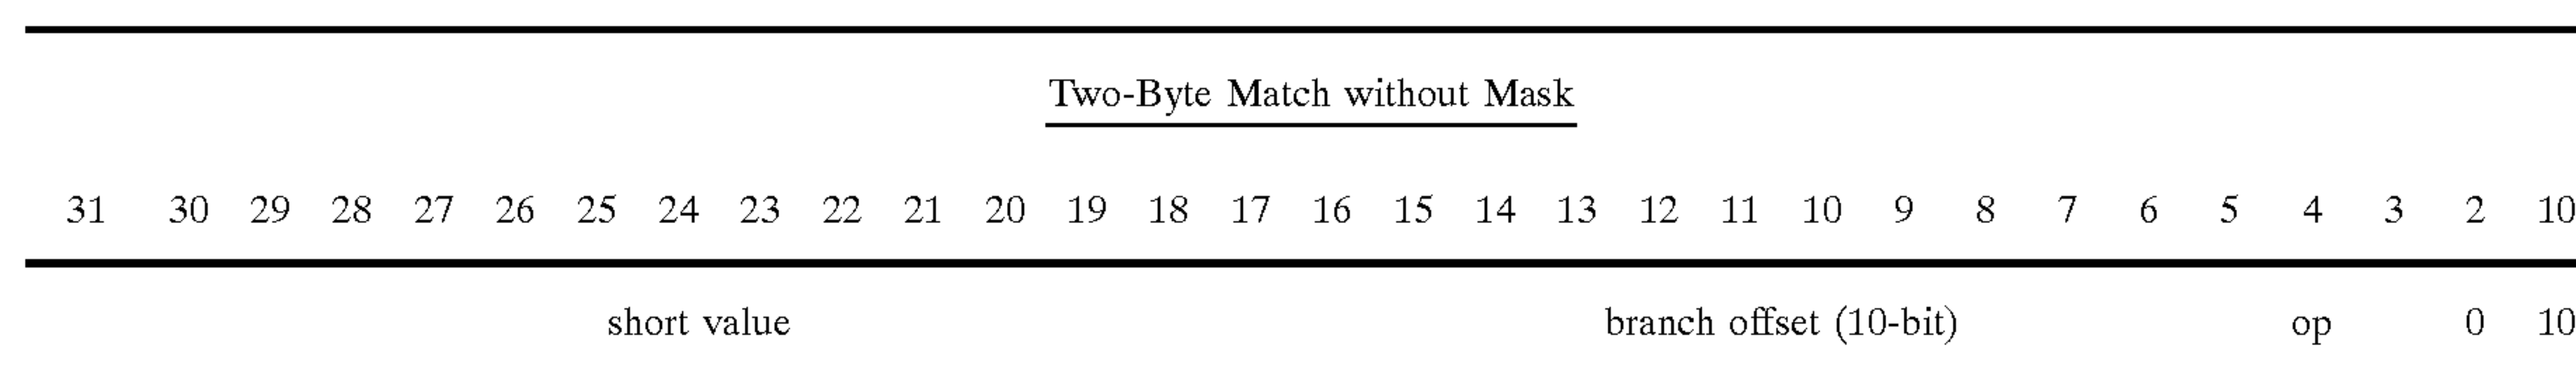 Two-Byte Match without Mask
31 30 29 28 27 26 25 24 23 22 21 20 19 18 17 16 15 14 13 12 11 10 9 8 7 6 5 4 3 2 10
short value branch offset (10-bit) op 0 10